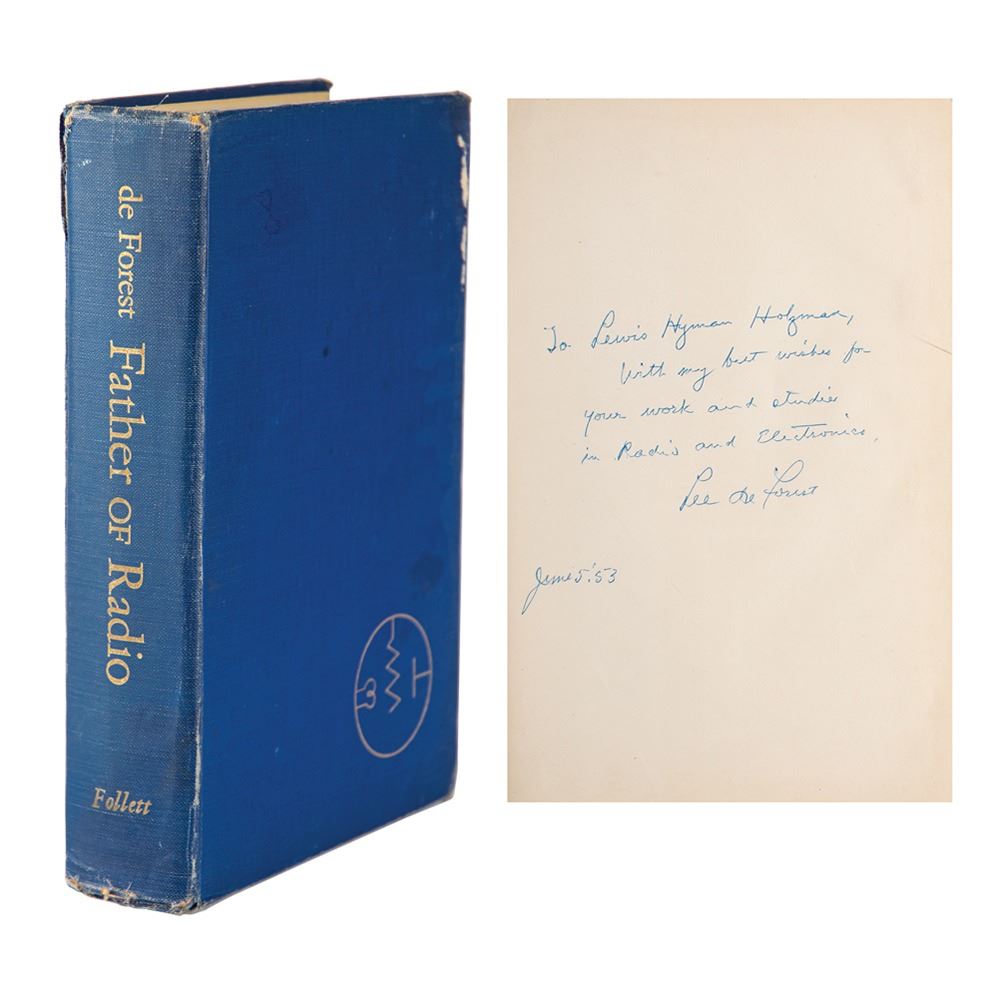 de Forest Father OF Radio Follett
To Lewis Hyman Holzman,
With my best wishes for
your work and studies
in Radio and Electronics.
Lee de Forest
June 5, '53